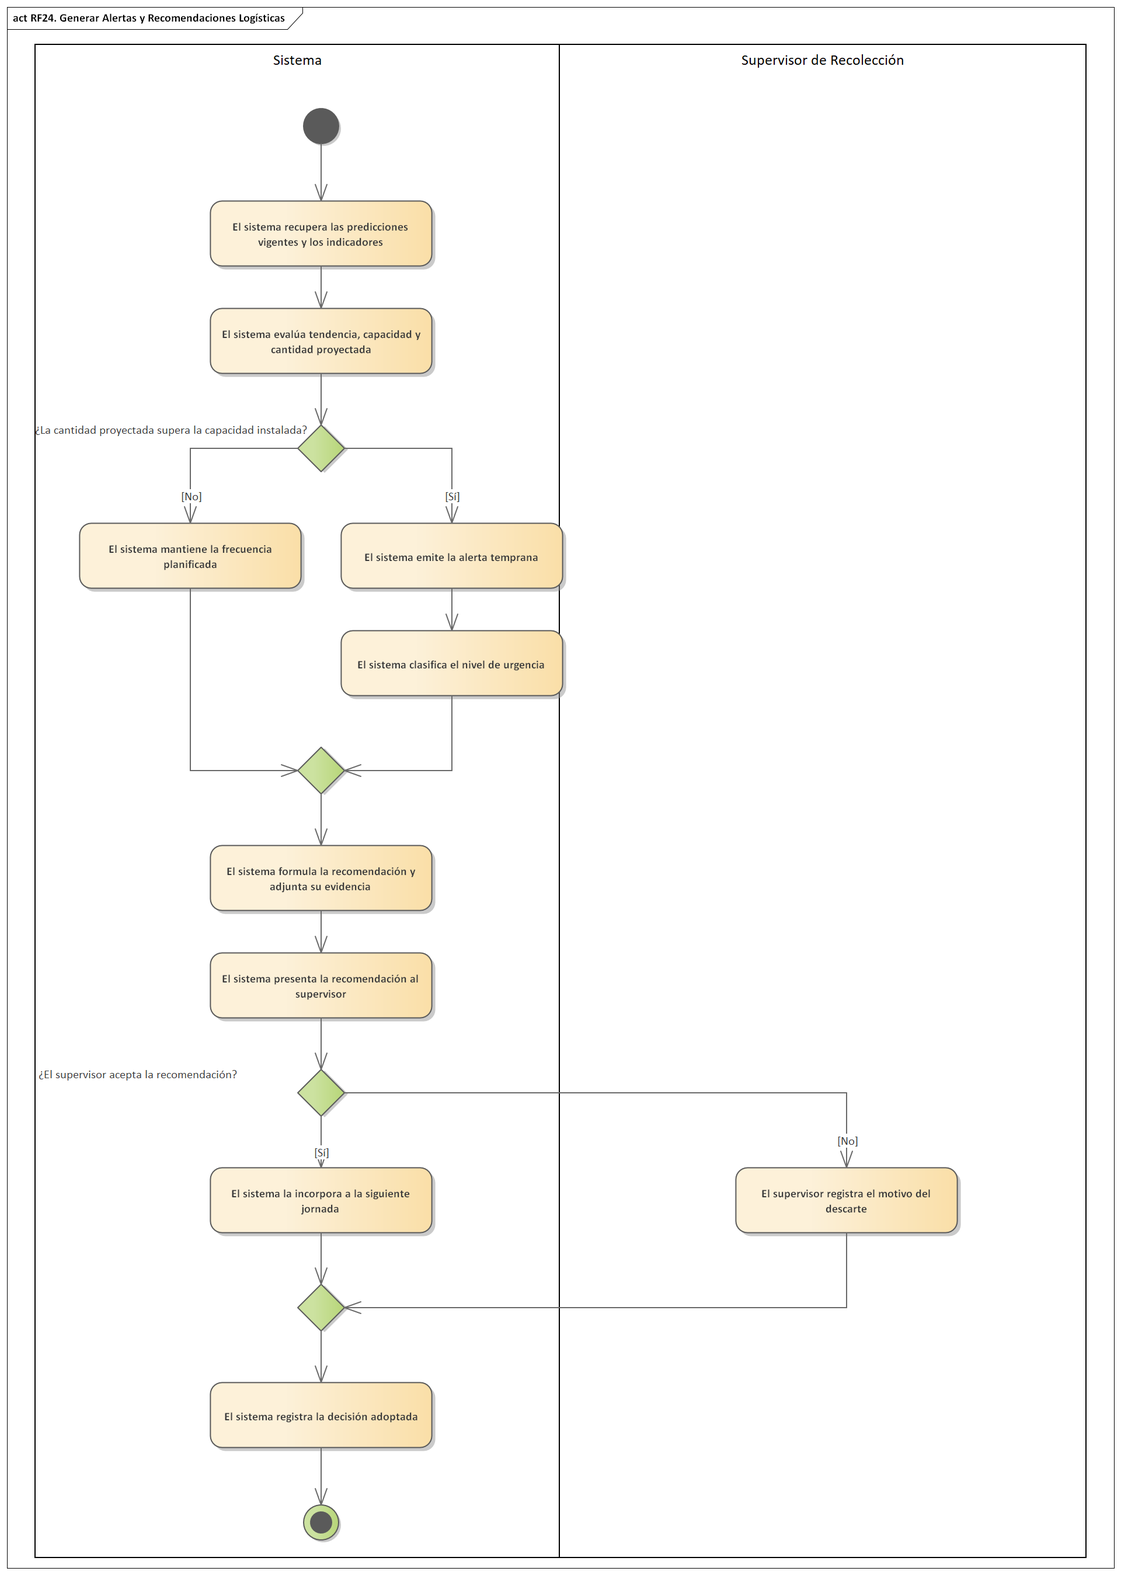 act RF24. Generar Alertas y Recomendaciones Logísticas
Sistema
Supervisor de Recolección
El sistema recupera las predicciones
vigentes y los indicadores
El sistema evalúa tendencia, capacidad y
cantidad proyectada
¿La cantidad proyectada supera la capacidad instalada?
[No]
[Sí]
El sistema mantiene la frecuencia
planificada
El sistema emite la alerta temprana
El sistema clasifica el nivel de urgencia
El sistema formula la recomendación y
adjunta su evidencia
El sistema presenta la recomendación al
supervisor
¿El supervisor acepta la recomendación?
[No]
[Sí]
El sistema la incorpora a la siguiente
jornada
El supervisor registra el motivo del
descarte
El sistema registra la decisión adoptada